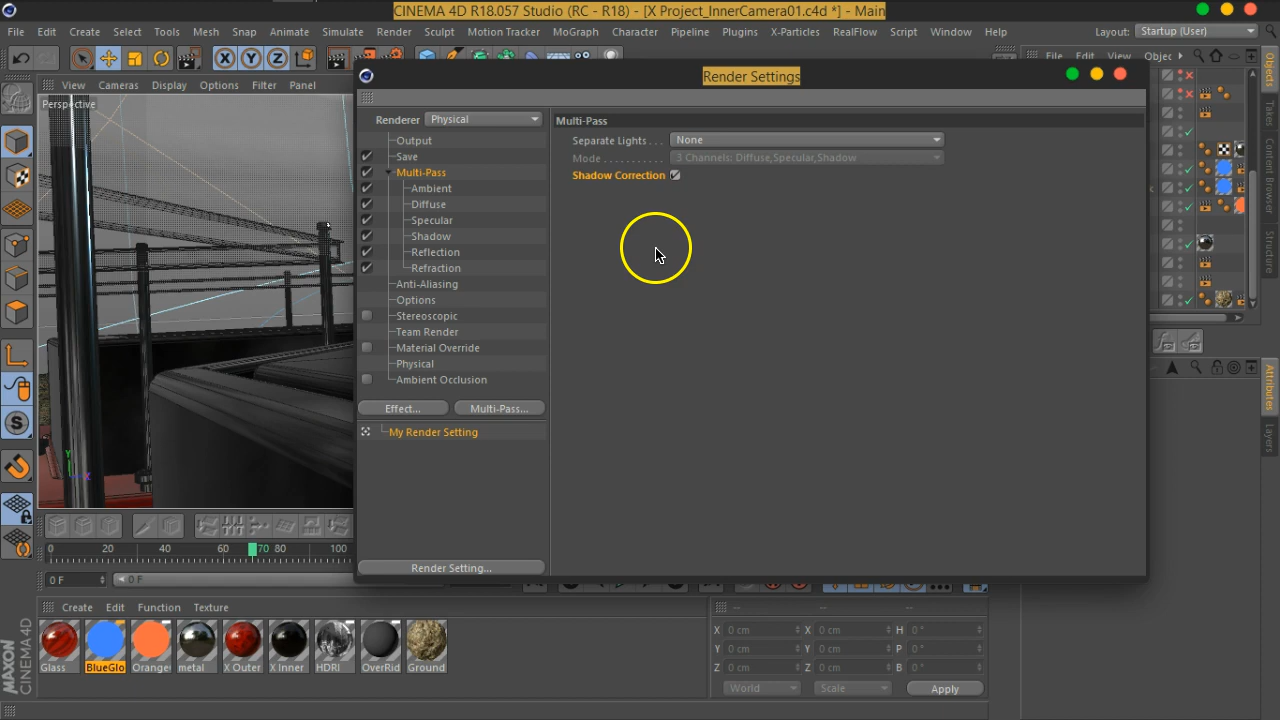 CINEMA 4D R18.057 Studio (RC - R18) - [X Project_InnerCamera01.c4d *] - Main
File Edit Create Select Tools Mesh Snap Animate Simulate Render Sculpt Motion Tracker MoGraph Character Pipeline Plugins X-Particles RealFlow Script Window Help Layout: Startup (User)
X Y Z
File Edit View Objec
View Cameras Display Options Filter Panel
Perspective
Render Settings
Renderer Physical
Output
Save
Multi-Pass
Ambient
Diffuse
Specular
Shadow
Reflection
Refraction
Anti-Aliasing
Options
Stereoscopic
Team Render
Material Override
Physical
Ambient Occlusion
Effect... Multi-Pass...
My Render Setting
Render Setting...
Multi-Pass
Separate Lights . . . None
Mode . . . . . . . . . . . 3 Channels: Diffuse,Specular,Shadow
Shadow Correction
Objects
Takes
Content Browser
Structure
Attributes
Layers
Edit View
Y
X
0 20 40 60 70 80 100
0 F 0 F
Create Edit Function Texture
Glass BlueGlo Orange metal X Outer X Inner HDRI OverRid Ground
-- -- --
X 0 cm X 0 cm H 0 °
Y 0 cm Y 0 cm P 0 °
Z 0 cm Z 0 cm B 0 °
World Scale Apply
MAXON
CINEMA4D